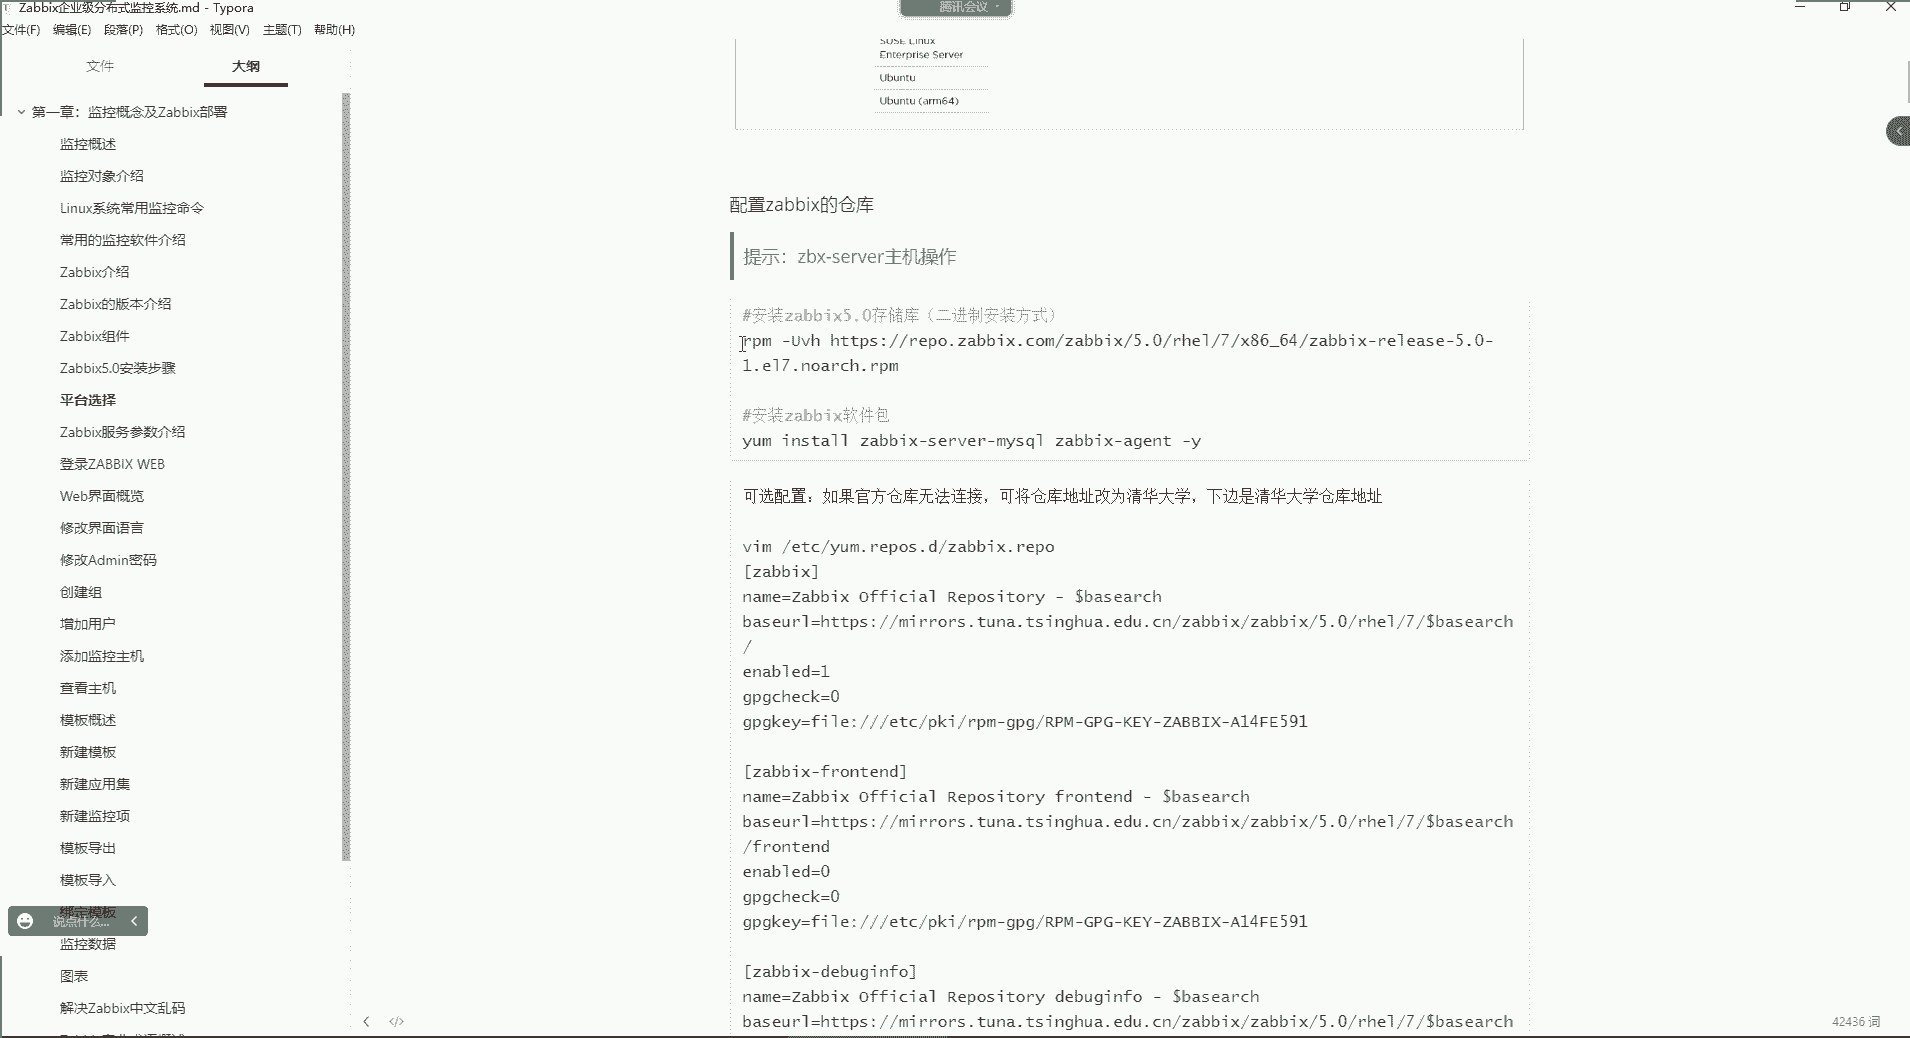 Zabbix企业级分布式监控系统.md - Typora
腾讯会议
文件(F) 编辑(E) 段落(P) 格式(O) 视图(V) 主题(T) 帮助(H)
文件 大纲
第一章：监控概念及Zabbix部署
监控概述
监控对象介绍
Linux系统常用监控命令
常用的监控软件介绍
Zabbix介绍
Zabbix的版本介绍
Zabbix组件
Zabbix5.0安装步骤
平台选择
Zabbix服务参数介绍
登录ZABBIX WEB
Web界面概览
修改界面语言
修改Admin密码
创建组
增加用户
添加监控主机
查看主机
模板概述
新建模板
新建应用集
新建监控项
模板导出
模板导入
绑定模板
说点什么...
监控数据
图表
解决Zabbix中文乱码
SUSE Linux
Enterprise Server
Ubuntu
Ubuntu (arm64)
配置zabbix的仓库
提示：zbx-server主机操作
#安装zabbix5.0存储库（二进制安装方式）
rpm -Uvh https://repo.zabbix.com/zabbix/5.0/rhel/7/x86_64/zabbix-release-5.0-
1.el7.noarch.rpm
#安装zabbix软件包
yum install zabbix-server-mysql zabbix-agent -y
可选配置：如果官方仓库无法连接，可将仓库地址改为清华大学，下边是清华大学仓库地址
vim /etc/yum.repos.d/zabbix.repo
[zabbix]
name=Zabbix Official Repository - $basearch
baseurl=https://mirrors.tuna.tsinghua.edu.cn/zabbix/zabbix/5.0/rhel/7/$basearch
/
enabled=1
gpgcheck=0
gpgkey=file:///etc/pki/rpm-gpg/RPM-GPG-KEY-ZABBIX-A14FE591
[zabbix-frontend]
name=Zabbix Official Repository frontend - $basearch
baseurl=https://mirrors.tuna.tsinghua.edu.cn/zabbix/zabbix/5.0/rhel/7/$basearch
/frontend
enabled=0
gpgcheck=0
gpgkey=file:///etc/pki/rpm-gpg/RPM-GPG-KEY-ZABBIX-A14FE591
[zabbix-debuginfo]
name=Zabbix Official Repository debuginfo - $basearch
baseurl=https://mirrors.tuna.tsinghua.edu.cn/zabbix/zabbix/5.0/rhel/7/$basearch
42436 词